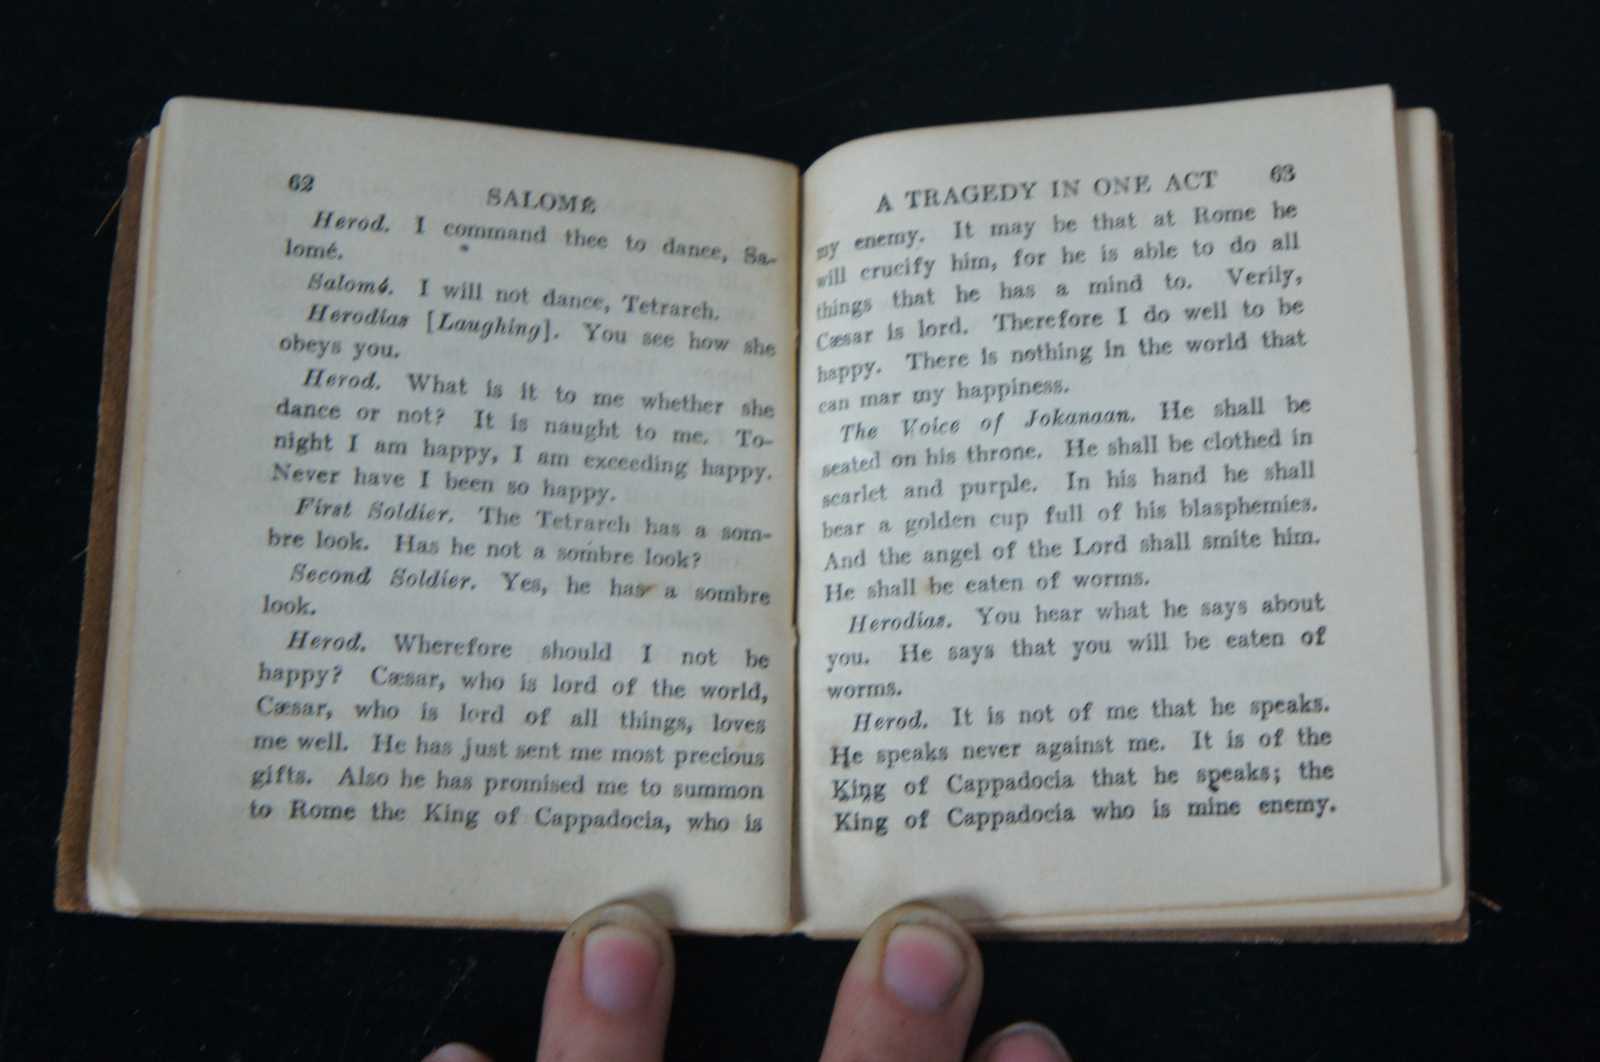 62
SALOMÉ
Herod. I command thee to dance, Sa-
lomé.
Salomé. I will not dance, Tetrarch.
Herodias [Laughing]. You see how she
obeys you.
Herod. What is it to me whether she
dance or not? It is naught to me. To-
night I am happy, I am exceeding happy.
Never have I been so happy.
First Soldier. The Tetrarch has a som-
bre look. Has he not a sombre look?
Second Soldier. Yes, he has a sombre
look.
Herod. Wherefore should I not be
happy? Cæsar, who is lord of the world,
Cæsar, who is lord of all things, loves
me well. He has just sent me most precious
gifts. Also he has promised me to summon
to Rome the King of Cappadocia, who is
A TRAGEDY IN ONE ACT 63
my enemy. It may be that at Rome he
will crucify him, for he is able to do all
things that he has a mind to. Verily,
Cæsar is lord. Therefore I do well to be
happy. There is nothing in the world that
can mar my happiness.
The Voice of Jokanaan. He shall be
seated on his throne. He shall be clothed in
scarlet and purple. In his hand he shall
bear a golden cup full of his blasphemies.
And the angel of the Lord shall smite him.
He shall be eaten of worms.
Herodias. You hear what he says about
you. He says that you will be eaten of
worms.
Herod. It is not of me that he speaks.
He speaks never against me. It is of the
King of Cappadocia that he speaks; the
King of Cappadocia who is mine enemy.